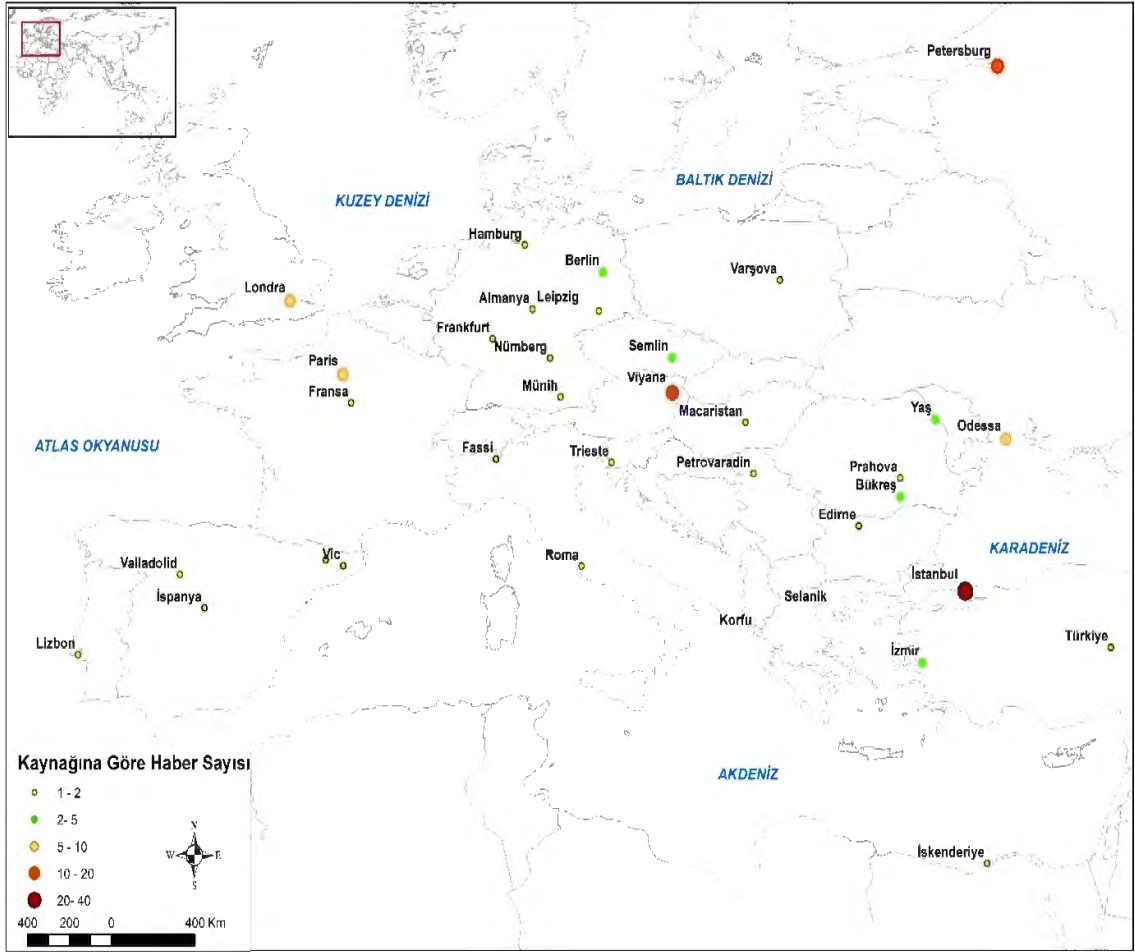 Petersburg
BALTIK DENİZİ
KUZEY DENİZİ
Hamburg
Berlin
Varşova
Londra
Almanya
Leipzig
Frankfurt
Nürnberg
Semlin
Paris
Viyana
Fransa
Münih
Macaristan
Yaş
Odessa
ATLAS OKYANUSU
Fassi
Trieste
Petrovaradin
Prahova
Bükreş
Edirne
KARADENİZ
Vic
Roma
Valladolid
İstanbul
İspanya
Selanik
Korfu
Lizbon
İzmir
Türkiye
AKDENİZ
İskenderiye
Kaynağına Göre Haber Sayısı
1 - 2
2- 5
5 - 10
10 - 20
20- 40
N
W E
S
400 200 0 400 Km